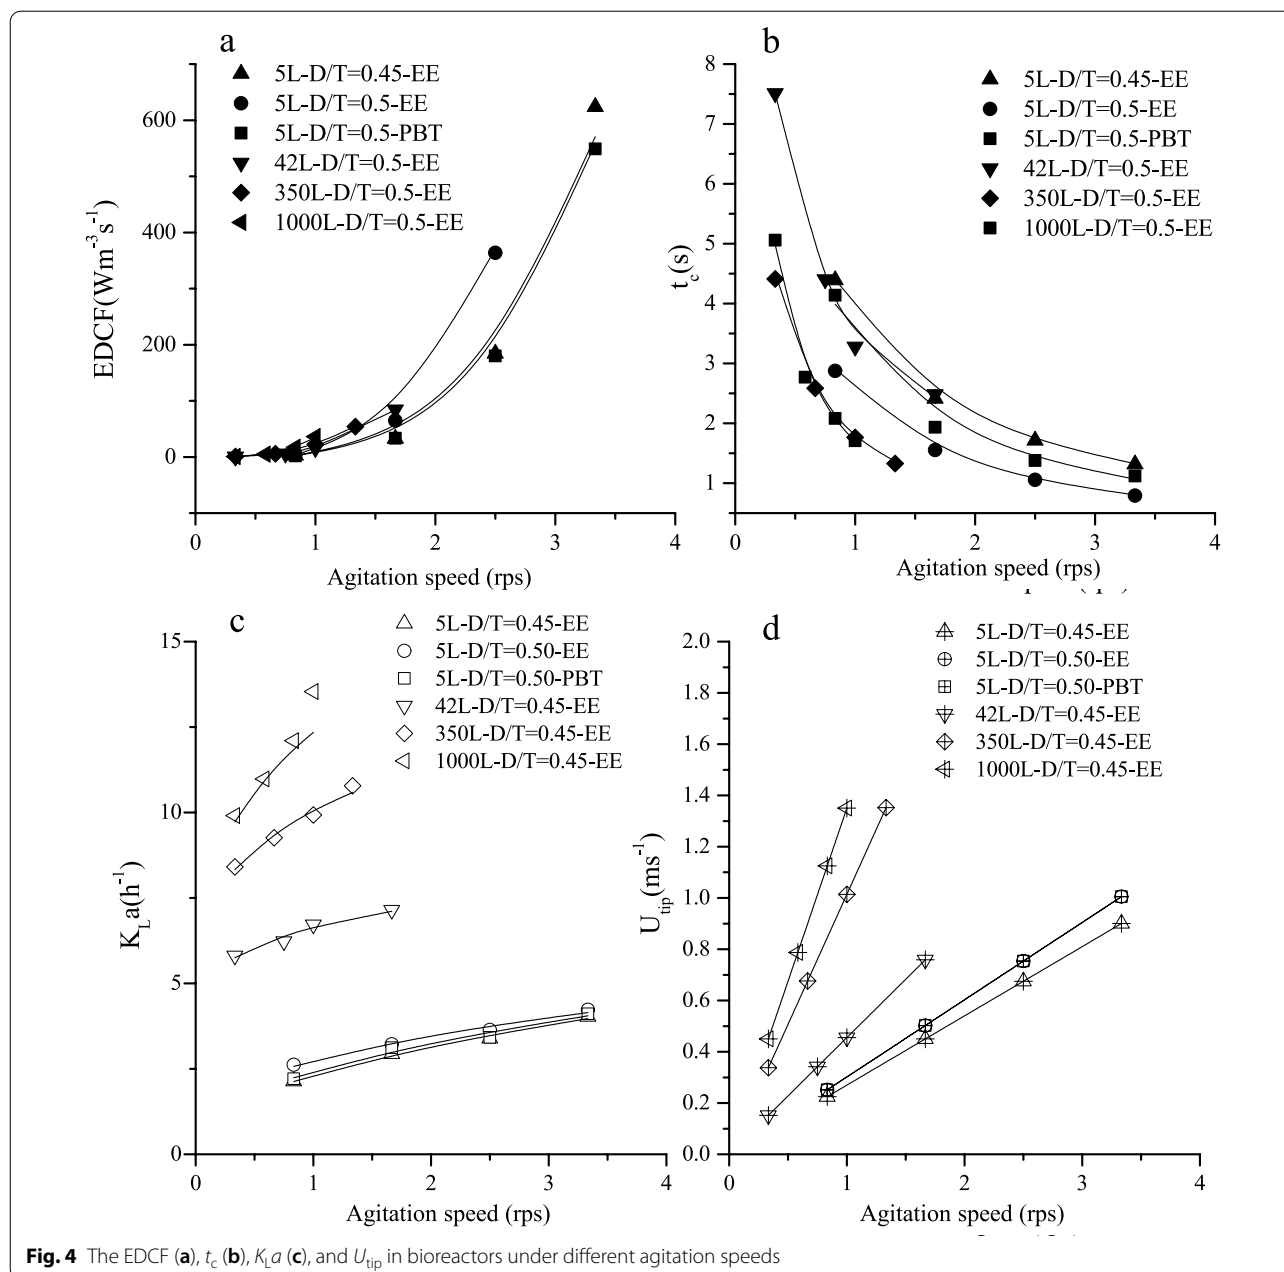 a
5L-D/T=0.45-EE
5L-D/T=0.5-EE
5L-D/T=0.5-PBT
42L-D/T=0.5-EE
350L-D/T=0.5-EE
1000L-D/T=0.5-EE
EDCF(Wm⁻³s⁻¹)
600
400
200
0
0 1 2 3 4
Agitation speed (rps)
b
5L-D/T=0.45-EE
5L-D/T=0.5-EE
5L-D/T=0.5-PBT
42L-D/T=0.5-EE
350L-D/T=0.5-EE
1000L-D/T=0.5-EE
t_c(s)
8
7
6
5
4
3
2
1
0 1 2 3 4
Agitation speed (rps)
c
5L-D/T=0.45-EE
5L-D/T=0.50-EE
5L-D/T=0.50-PBT
42L-D/T=0.45-EE
350L-D/T=0.45-EE
1000L-D/T=0.45-EE
K_L a(h⁻¹)
15
10
5
0
0 1 2 3 4
Agitation speed (rps)
d
5L-D/T=0.45-EE
5L-D/T=0.50-EE
5L-D/T=0.50-PBT
42L-D/T=0.45-EE
350L-D/T=0.45-EE
1000L-D/T=0.45-EE
U_tip(ms⁻¹)
2.0
1.8
1.6
1.4
1.2
1.0
0.8
0.6
0.4
0.2
0.0
0 1 2 3 4
Agitation speed (rps)
Fig. 4 The EDCF (a), t_c (b), K_La (c), and U_tip in bioreactors under different agitation speeds